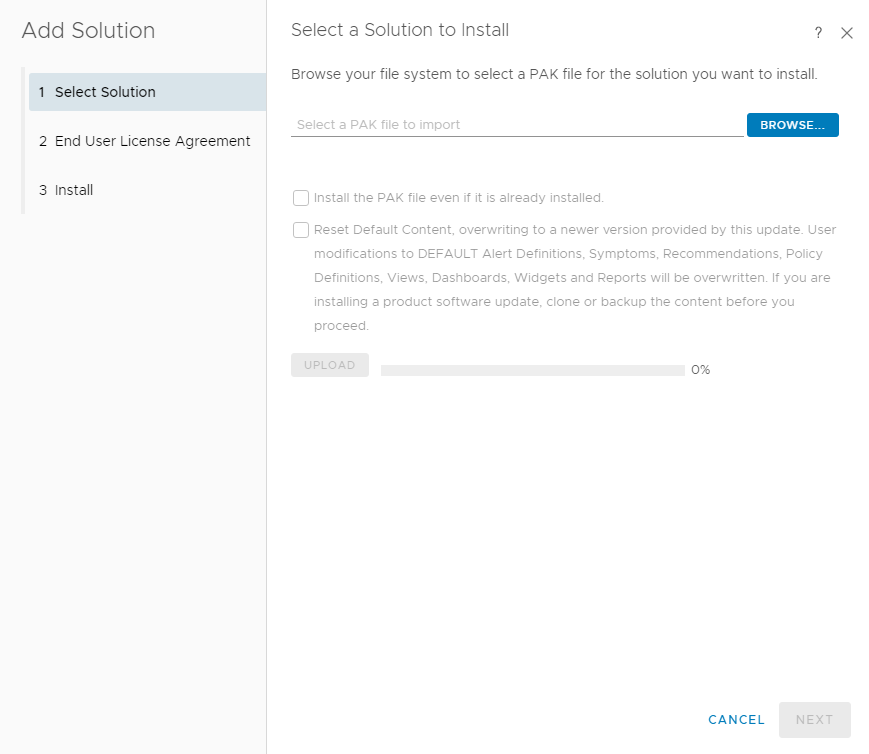 Add Solution
1 Select Solution
2 End User License Agreement
3 Install
Select a Solution to Install
?
Browse your file system to select a PAK file for the solution you want to install.
Select a PAK file to import
BROWSE...
Install the PAK file even if it is already installed.
Reset Default Content, overwriting to a newer version provided by this update. User
modifications to DEFAULT Alert Definitions, Symptoms, Recommendations, Policy
Definitions, Views, Dashboards, Widgets and Reports will be overwritten. If you are
installing a product software update, clone or backup the content before you
proceed.
UPLOAD
0%
CANCEL
NEXT